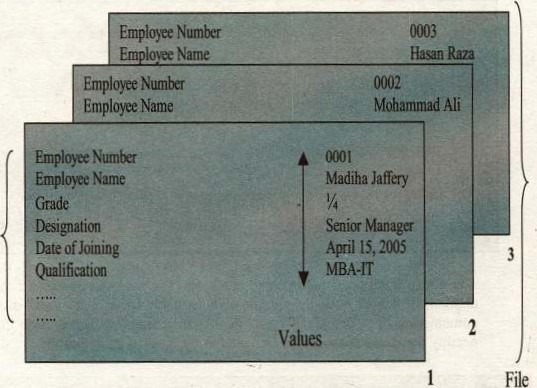 Employee Number 0003
Employee Name Hasan Raza
Employee Number 0002
Employee Name Mohammad Ali
Employee Number 0001
Employee Name Madiha Jaffery
Grade ¼
Designation Senior Manager
Date of Joining April 15, 2005
Qualification MBA-IT
.....
.....
Values
3
2
1
File